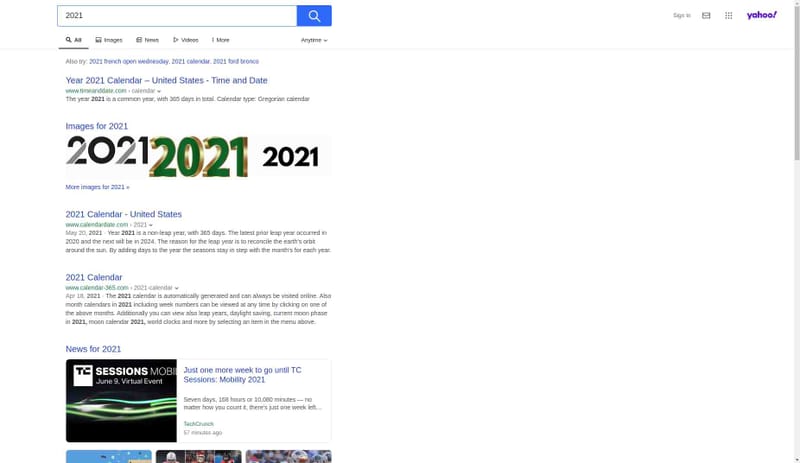 2021
Sign in
yahoo!
All
Images
News
Videos
More
Anytime
Also try: 2021 french open wednesday, 2021 calendar, 2021 ford bronco
Year 2021 Calendar – United States - Time and Date
www.timeanddate.com › calendar
The year 2021 is a common year, with 365 days in total. Calendar type: Gregorian calendar
Images for 2021
2021 2021 2021
More images for 2021 »
2021 Calendar - United States
www.calendardate.com › 2021
May 20, 2021 · Year 2021 is a non-leap year, with 365 days. The latest prior leap year occurred in
2020 and the next will be in 2024. The reason for the leap year is to reconcile the earth's orbit
around the sun. By adding days to the year the seasons stay in step with the month's for each year.
2021 Calendar
www.calendar-365.com › 2021-calendar
Apr 18, 2021 · The 2021 calendar is automatically generated and can always be visited online. Also
month calendars in 2021 including week numbers can be viewed at any time by clicking on one of
the above months. Additionally you can view also leap years, daylight saving, current moon phase
in 2021, moon calendar 2021, world clocks and more by selecting an item in the menu above.
News for 2021
TC SESSIONS MOBIL
June 9, Virtual Event
Just one more week to go until TC
Sessions: Mobility 2021
Seven days, 168 hours or 10,080 minutes — no
matter how you count it, there's just one week left…
TechCrunch
57 minutes ago